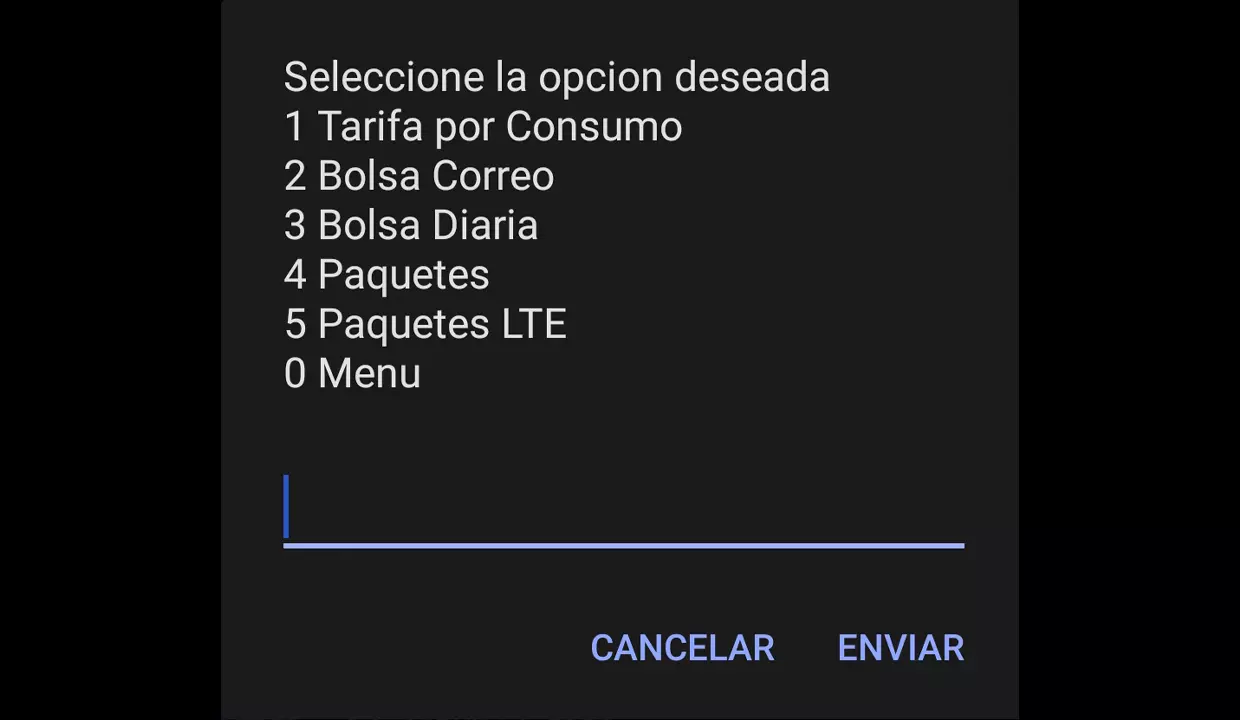 Seleccione la opcion deseada
1 Tarifa por Consumo
2 Bolsa Correo
3 Bolsa Diaria
4 Paquetes
5 Paquetes LTE
0 Menu
CANCELAR ENVIAR